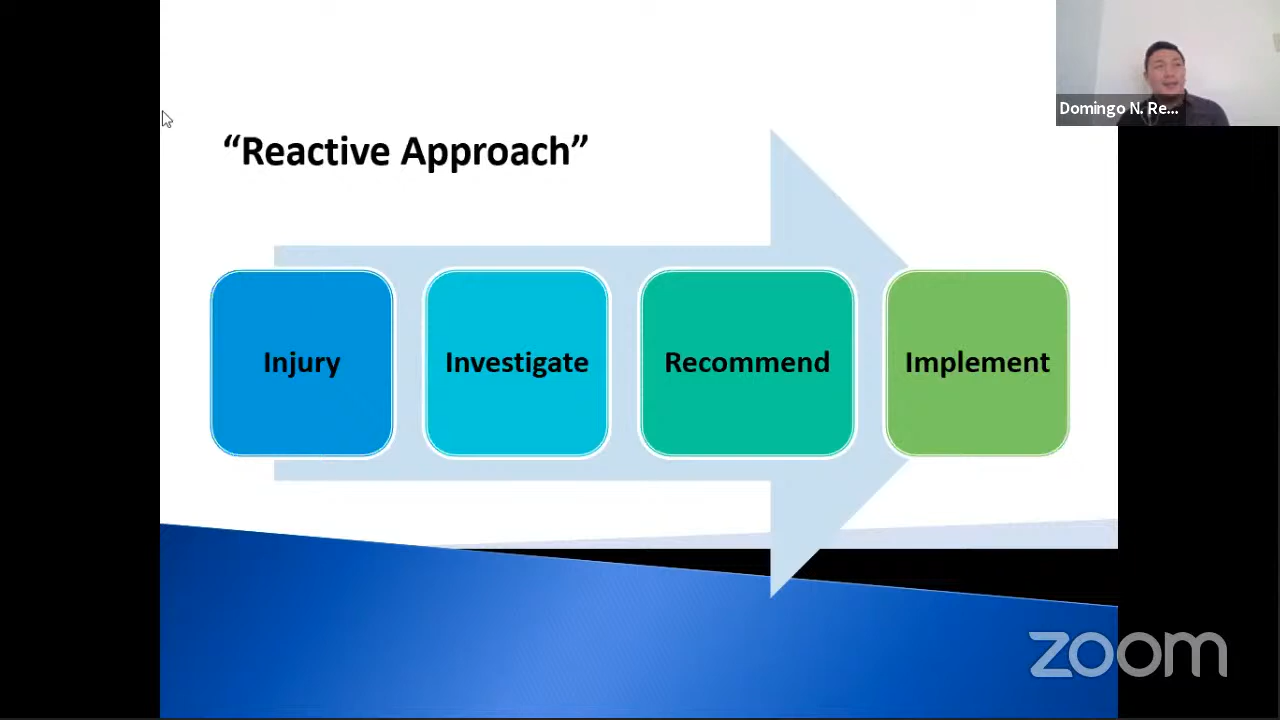 Domingo N. Re...
“Reactive Approach”
Injury
Investigate
Recommend
Implement
zoom